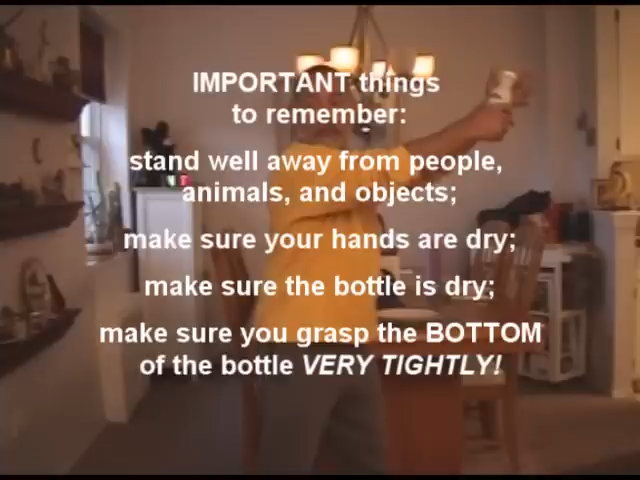 IMPORTANT things
to remember:
stand well away from people,
animals, and objects;
make sure your hands are dry;
make sure the bottle is dry;
make sure you grasp the BOTTOM
of the bottle VERY TIGHTLY!